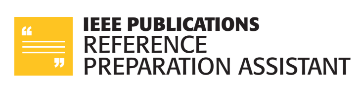 IEEE PUBLICATIONS
REFERENCE
PREPARATION ASSISTANT